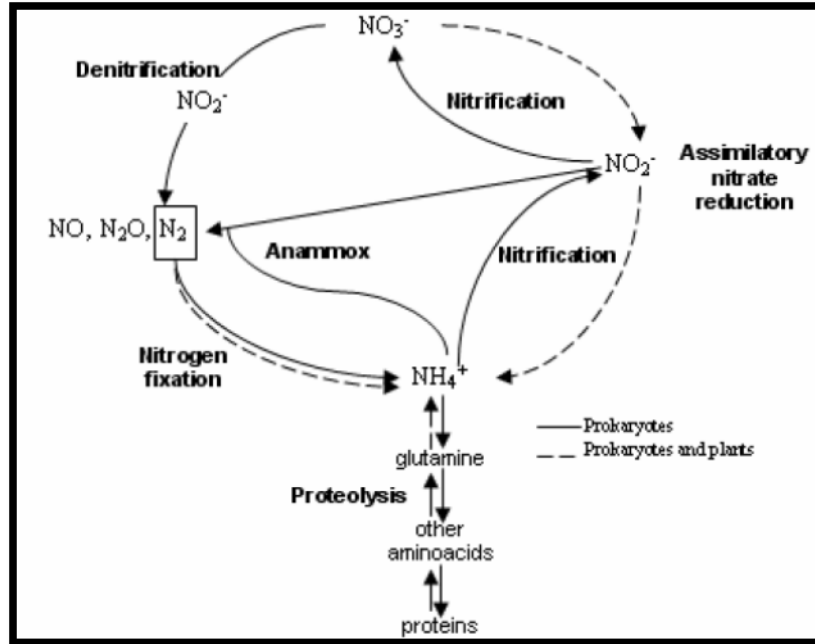 NO₃⁻
Denitrification
NO₂⁻
Nitrification
NO₂⁻
Assimilatory
nitrate
reduction
NO, N₂O, N₂
Anammox
Nitrification
Nitrogen
fixation
NH₄⁺
Prokaryotes
Prokaryotes and plants
glutamine
Proteolysis
other
aminoacids
proteins